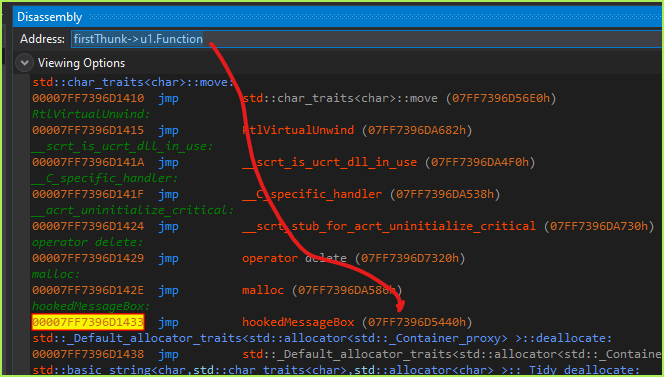 Disassembly
Address: firstThunk->u1.Function
Viewing Options
std::char_traits<char>::move:
00007FF7396D1410 jmp std::char_traits<char>::move (07FF7396D56E0h)
RtlVirtualUnwind:
00007FF7396D1415 jmp RtlVirtualUnwind (07FF7396DA682h)
__scrt_is_ucrt_dll_in_use:
00007FF7396D141A jmp __scrt_is_ucrt_dll_in_use (07FF7396DA4F0h)
__C_specific_handler:
00007FF7396D141F jmp __C_specific_handler (07FF7396DA538h)
__acrt_uninitialize_critical:
00007FF7396D1424 jmp __scrt_stub_for_acrt_uninitialize_critical (07FF7396DA730h)
operator delete:
00007FF7396D1429 jmp operator delete (07FF7396D7320h)
malloc:
00007FF7396D142E jmp malloc (07FF7396DA586h)
hookedMessageBox:
00007FF7396D1433 jmp hookedMessageBox (07FF7396D5440h)
std::_Default_allocator_traits<std::allocator<std::_Container_proxy> >::deallocate:
00007FF7396D1438 jmp std::_Default_allocator_traits<std::allocator<std::_Containe
std::basic_string<char,std::char_traits<char>,std::allocator<char> >::_Tidy_deallocate: